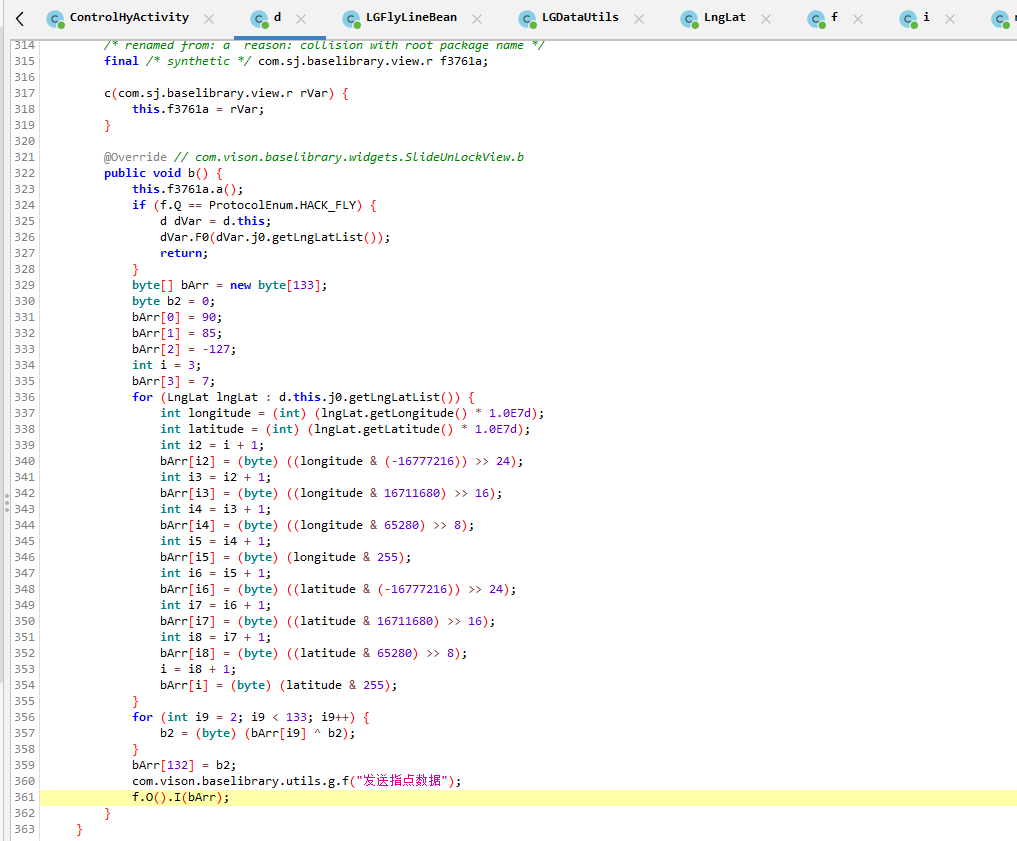 ControlHyActivity
d
LGFlyLineBean
LGDataUtils
LngLat
f
i
314 /* renamed from: a reason: collision with root package name */
315 final /* synthetic */ com.sj.baselibrary.view.r f3761a;
316
317 c(com.sj.baselibrary.view.r rVar) {
318 this.f3761a = rVar;
319 }
320
321 @Override // com.vison.baselibrary.widgets.SlideUnLockView.b
322 public void b() {
323 this.f3761a.a();
324 if (f.Q == ProtocolEnum.HACK_FLY) {
325 d dVar = d.this;
326 dVar.F0(dVar.j0.getLngLatList());
327 return;
328 }
329 byte[] bArr = new byte[133];
330 byte b2 = 0;
331 bArr[0] = 90;
332 bArr[1] = 85;
333 bArr[2] = -127;
334 int i = 3;
335 bArr[3] = 7;
336 for (LngLat lngLat : d.this.j0.getLngLatList()) {
337 int longitude = (int) (lngLat.getLongitude() * 1.0E7d);
338 int latitude = (int) (lngLat.getLatitude() * 1.0E7d);
339 int i2 = i + 1;
340 bArr[i2] = (byte) ((longitude & (-16777216)) >> 24);
341 int i3 = i2 + 1;
342 bArr[i3] = (byte) ((longitude & 16711680) >> 16);
343 int i4 = i3 + 1;
344 bArr[i4] = (byte) ((longitude & 65280) >> 8);
345 int i5 = i4 + 1;
346 bArr[i5] = (byte) (longitude & 255);
347 int i6 = i5 + 1;
348 bArr[i6] = (byte) ((latitude & (-16777216)) >> 24);
349 int i7 = i6 + 1;
350 bArr[i7] = (byte) ((latitude & 16711680) >> 16);
351 int i8 = i7 + 1;
352 bArr[i8] = (byte) ((latitude & 65280) >> 8);
353 i = i8 + 1;
354 bArr[i] = (byte) (latitude & 255);
355 }
356 for (int i9 = 2; i9 < 133; i9++) {
357 b2 = (byte) (bArr[i9] ^ b2);
358 }
359 bArr[132] = b2;
360 com.vison.baselibrary.utils.g.f("发送指点数据");
361 f.O().I(bArr);
362 }
363 }